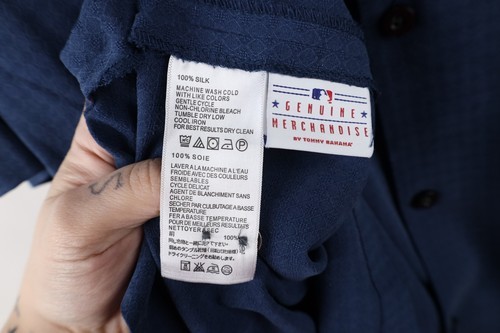 100% SILK
MACHINE WASH COLD
WITH LIKE COLORS
GENTLE CYCLE
NON-CHLORINE BLEACH
TUMBLE DRY LOW
COOL IRON
FOR BEST RESULTS DRY CLEAN
100% SOIE
LAVER A LA MACHINE A L'EAU
FROIDE AVEC DES COULEURS
SEMBLABLES
CYCLE DELICAT
AGENT DE BLANCHIMENT SANS
CHLORE
SECHER PAR CULBUTAGE A BASSE
TEMPERATURE
FER A BASSE TEMPERATURE
POUR DE MEILLEURS RESULTATS
NETTOYER A SEC
100%
GENUINE
MERCHANDISE
BY TOMMY BAHAMA